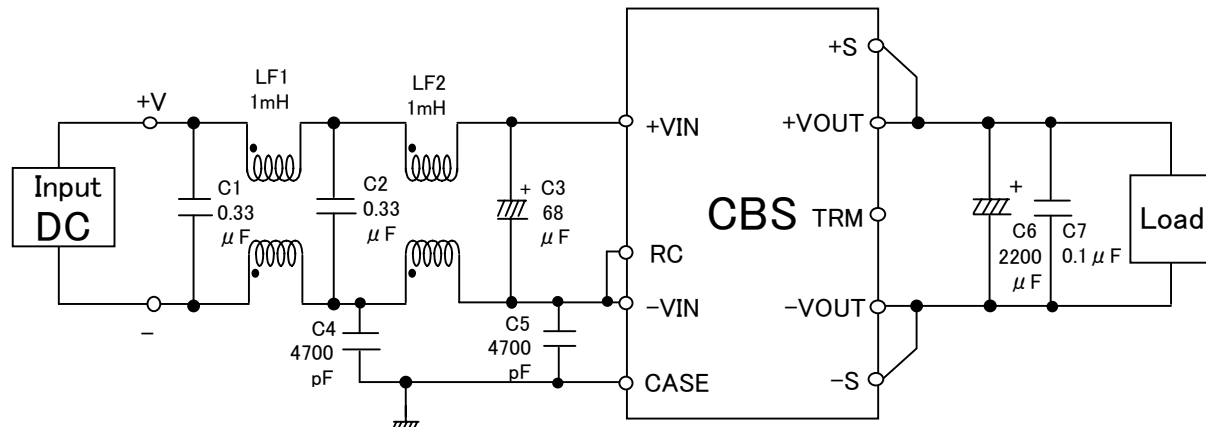 +S
LF1
1mH
LF2
1mH
+V
+VIN
+VOUT
Input
DC
C1
0.33
μF
C2
0.33
μF
+
C3
68
μF
CBS
TRM
+
C6
2200
μF
C7
0.1μF
Load
RC
-VIN
-VOUT
-
C4
4700
pF
C5
4700
pF
CASE
-S